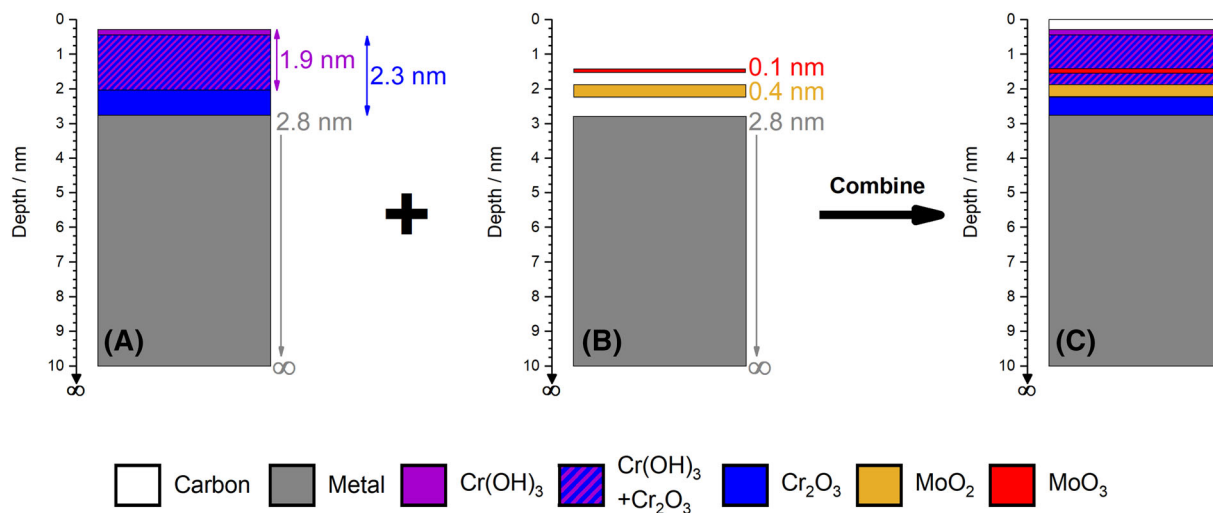 0
1
2
3
4
5
6
7
8
9
10
∞
Depth / nm
1.9 nm
2.3 nm
2.8 nm
∞
(A)
+
0
1
2
3
4
5
6
7
8
9
10
∞
Depth / nm
0.1 nm
0.4 nm
2.8 nm
∞
(B)
Combine
0
1
2
3
4
5
6
7
8
9
10
∞
Depth / nm
(C)
Carbon
Metal
Cr(OH)₃
Cr(OH)₃
+Cr₂O₃
Cr₂O₃
MoO₂
MoO₃